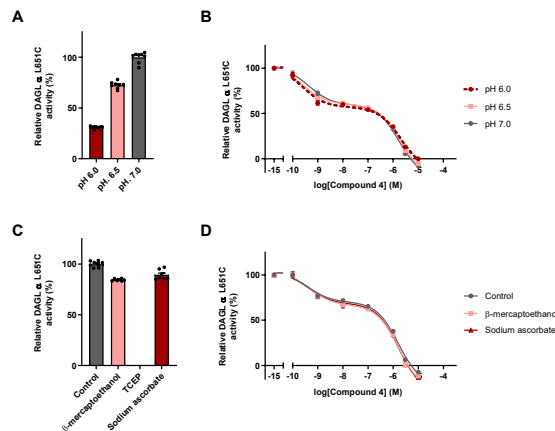 A
Relative DAGL α L651C
activity (%)
100
50
0
pH 6.0
pH. 6.5
pH. 7.0
B
Relative DAGL α L651C
activity (%)
100
50
0
-15
-10
-9
-8
-7
-6
-5
-4
log[Compound 4] (M)
pH 6.0
pH 6.5
pH 7.0
C
Relative DAGL α L651C
activity (%)
100
50
0
Control
β-mercaptoethanol
TCEP
Sodium ascorbate
D
Relative DAGL α L651C
activity (%)
100
50
0
-15
-10
-9
-8
-7
-6
-5
-4
log[Compound 4] (M)
Control
β-mercaptoethanol
Sodium ascorbate